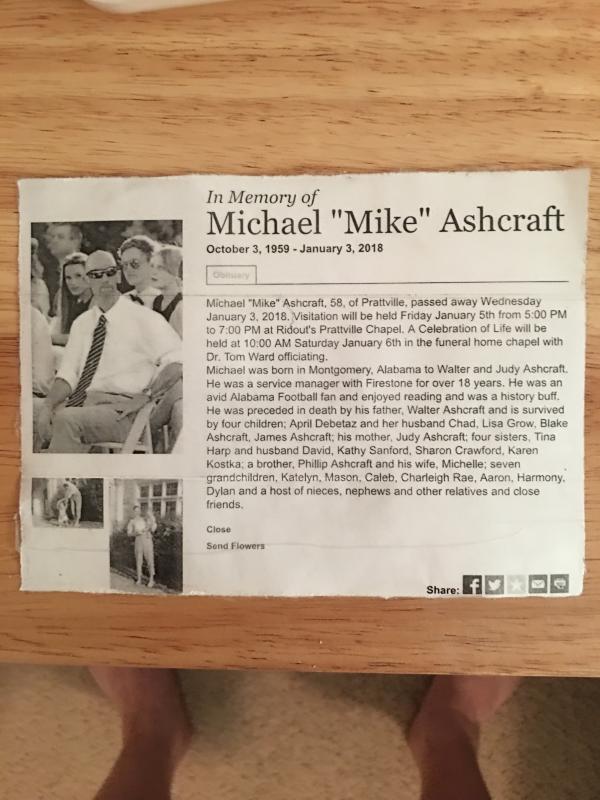 In Memory of
Michael "Mike" Ashcraft
October 3, 1959 - January 3, 2018
Obituary
Michael "Mike" Ashcraft, 58, of Prattville, passed away Wednesday
January 3, 2018. Visitation will be held Friday January 5th from 5:00 PM
to 7:00 PM at Ridout's Prattville Chapel. A Celebration of Life will be
held at 10:00 AM Saturday January 6th in the funeral home chapel with
Dr. Tom Ward officiating.
Michael was born in Montgomery, Alabama to Walter and Judy Ashcraft.
He was a service manager with Firestone for over 18 years. He was an
avid Alabama Football fan and enjoyed reading and was a history buff.
He was preceded in death by his father, Walter Ashcraft and is survived
by four children; April Debetaz and her husband Chad, Lisa Grow, Blake
Ashcraft, James Ashcraft; his mother, Judy Ashcraft; four sisters, Tina
Harp and husband David, Kathy Sanford, Sharon Crawford, Karen
Kostka; a brother, Phillip Ashcraft and his wife, Michelle; seven
grandchildren, Katelyn, Mason, Caleb, Charleigh Rae, Aaron, Harmony,
Dylan and a host of nieces, nephews and other relatives and close
friends.
Close
Send Flowers
Share: